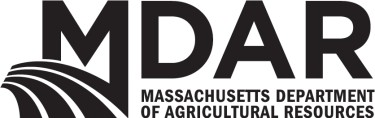 MDAR
MASSACHUSETTS DEPARTMENT
OF AGRICULTURAL RESOURCES